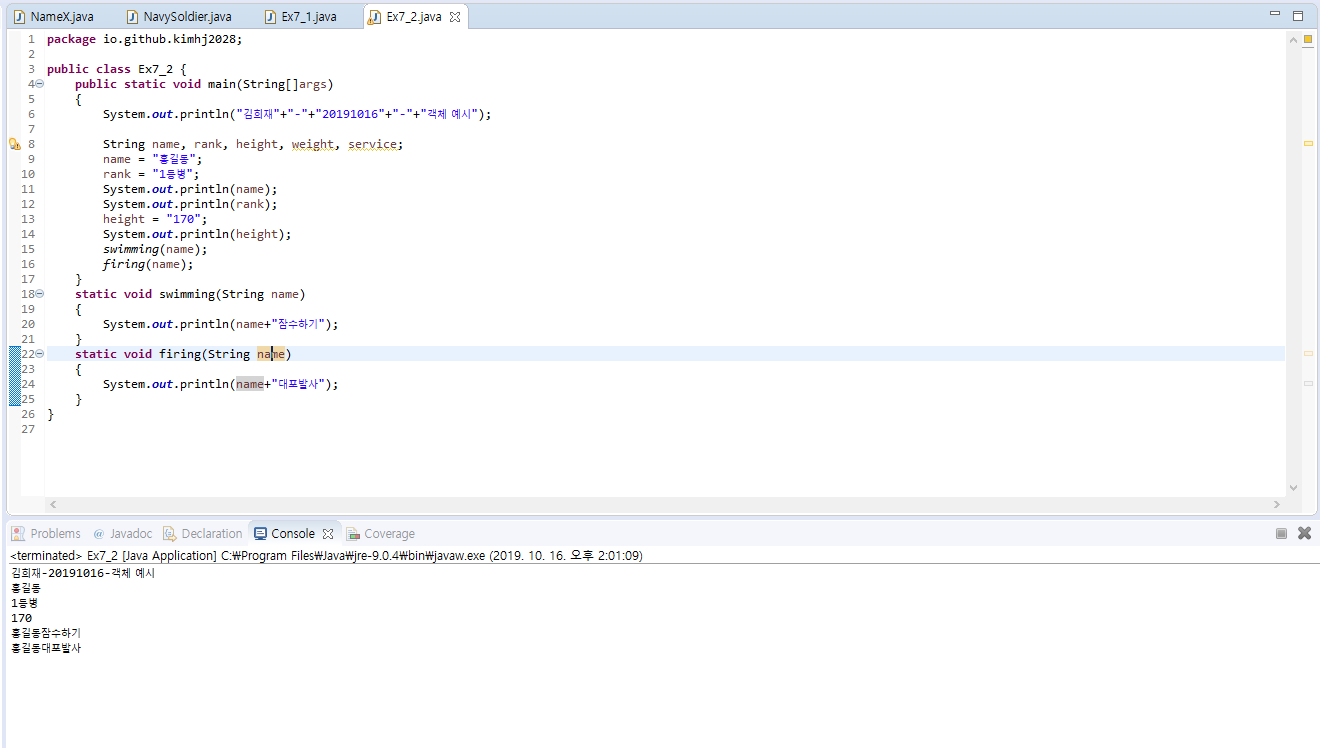 NameX.java NavySoldier.java Ex7_1.java Ex7_2.java
1 package io.github.kimhj2028;
2
3 public class Ex7_2 {
4 public static void main(String[]args)
5 {
6 System.out.println("김희재"+"-"+"20191016"+"-"+"객체 예시");
7
8 String name, rank, height, weight, service;
9 name = "홍길동";
10 rank = "1등병";
11 System.out.println(name);
12 System.out.println(rank);
13 height = "170";
14 System.out.println(height);
15 swimming(name);
16 firing(name);
17 }
18 static void swimming(String name)
19 {
20 System.out.println(name+"잠수하기");
21 }
22 static void firing(String name)
23 {
24 System.out.println(name+"대포발사");
25 }
26 }
27
Problems @ Javadoc Declaration Console Coverage
<terminated> Ex7_2 [Java Application] C:₩Program Files₩Java₩jre-9.0.4₩bin₩javaw.exe (2019. 10. 16. 오후 2:01:09)
김희재-20191016-객체 예시
홍길동
1등병
170
홍길동잠수하기
홍길동대포발사